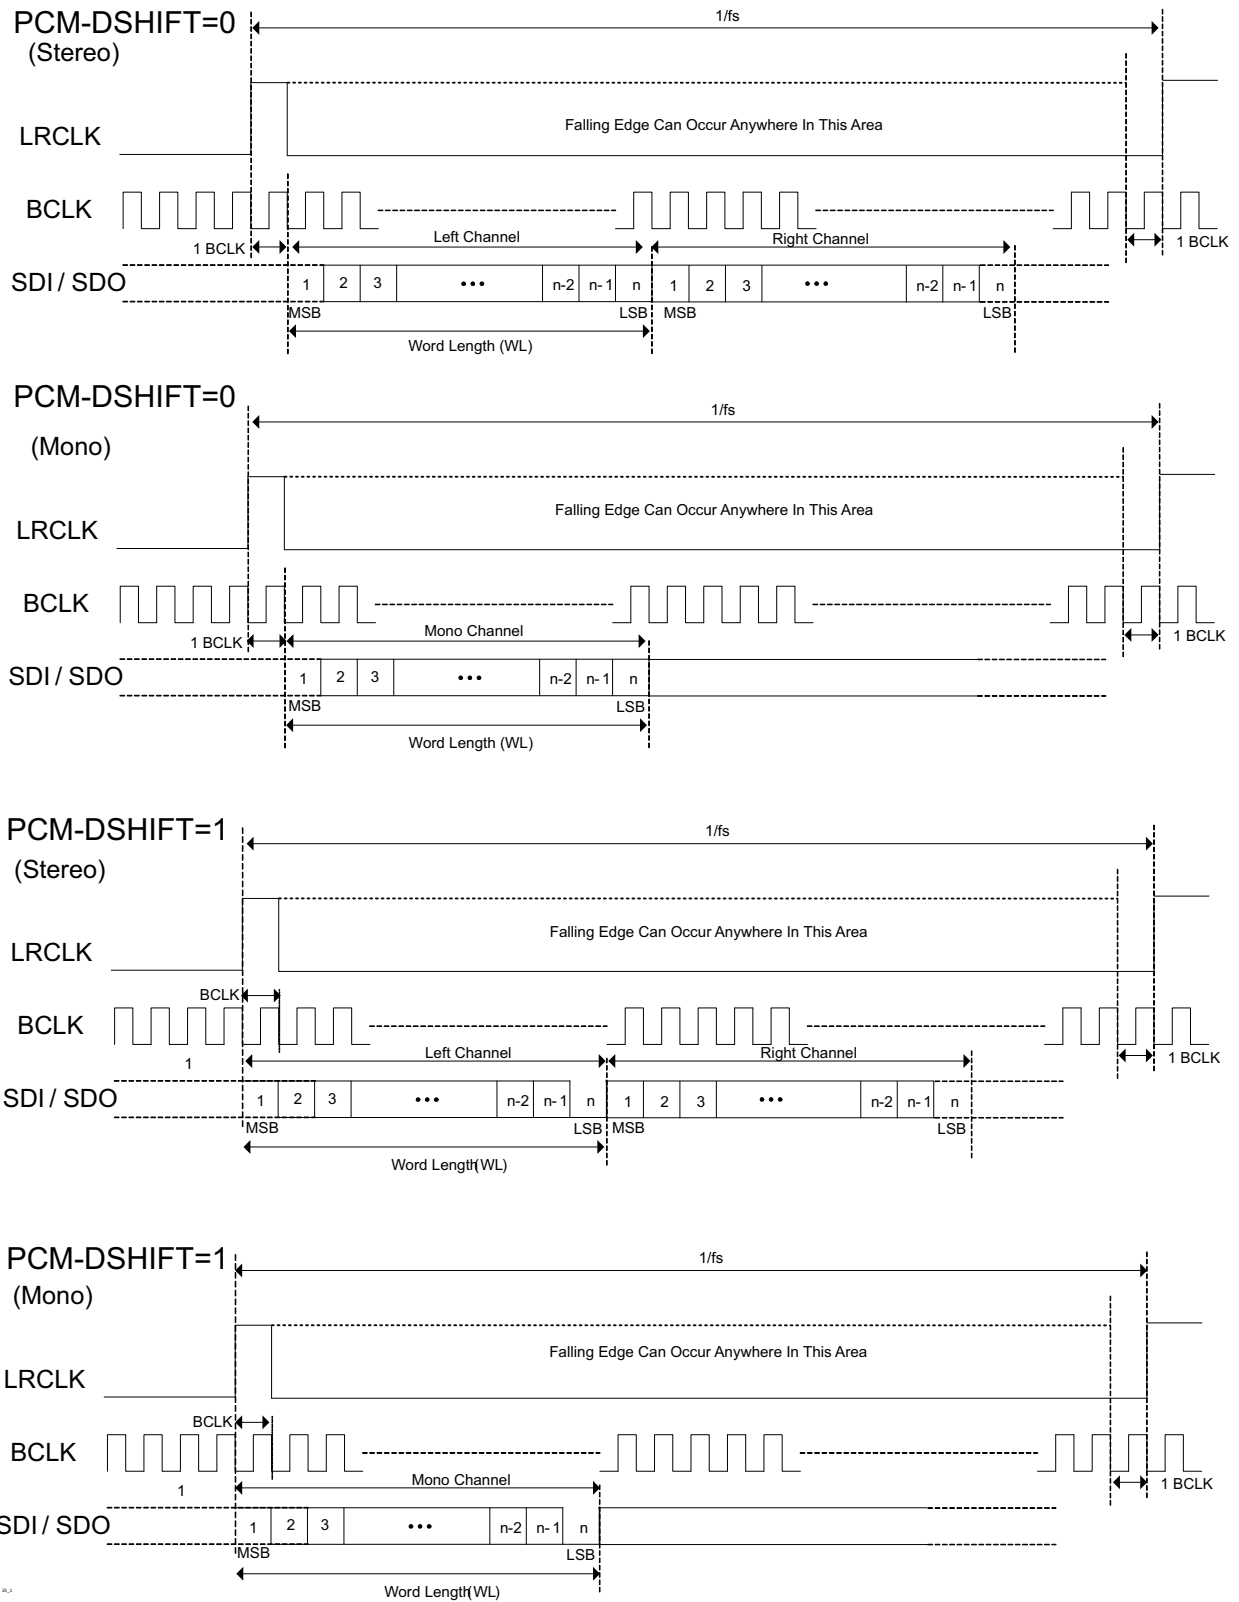 PCM-DSHIFT=0
(Stereo)
1/fs
LRCLK
Falling Edge Can Occur Anywhere In This Area
BCLK
1 BCLK
Left Channel
Right Channel
1 BCLK
SDI / SDO
1 2 3 ••• n-2 n-1 n 1 2 3 ••• n-2 n-1 n
MSB LSB MSB LSB
Word Length (WL)
PCM-DSHIFT=0
(Mono)
1/fs
LRCLK
Falling Edge Can Occur Anywhere In This Area
BCLK
1 BCLK
Mono Channel
1 BCLK
SDI / SDO
1 2 3 ••• n-2 n-1 n
MSB LSB
Word Length (WL)
PCM-DSHIFT=1
(Stereo)
1/fs
LRCLK
Falling Edge Can Occur Anywhere In This Area
BCLK
BCLK
1
Left Channel
Right Channel
1 BCLK
SDI / SDO
1 2 3 ••• n-2 n-1 n 1 2 3 ••• n-2 n-1 n
MSB LSB MSB LSB
Word Length (WL)
PCM-DSHIFT=1
(Mono)
1/fs
LRCLK
Falling Edge Can Occur Anywhere In This Area
BCLK
BCLK
1
Mono Channel
1 BCLK
SDI / SDO
1 2 3 ••• n-2 n-1 n
MSB LSB
Word Length (WL)